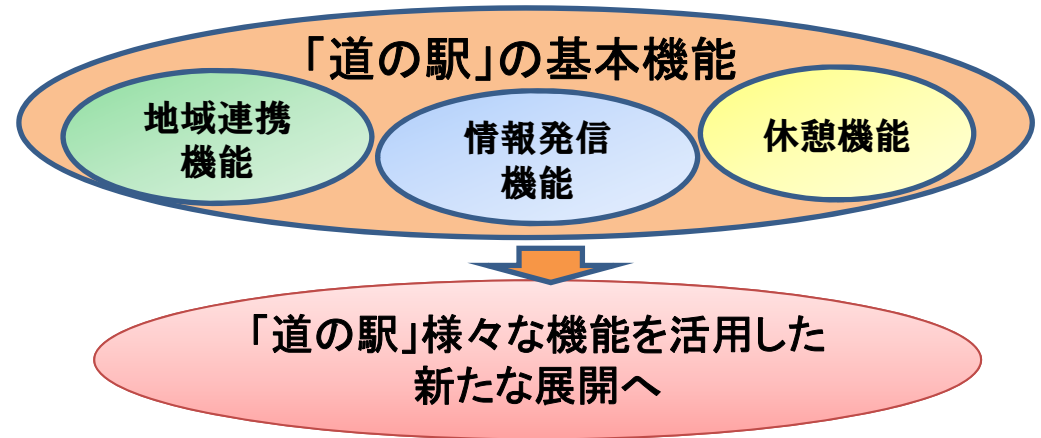 「道の駅」の基本機能
地域連携
機能
情報発信
機能
休憩機能
「道の駅」様々な機能を活用した
新たな展開へ